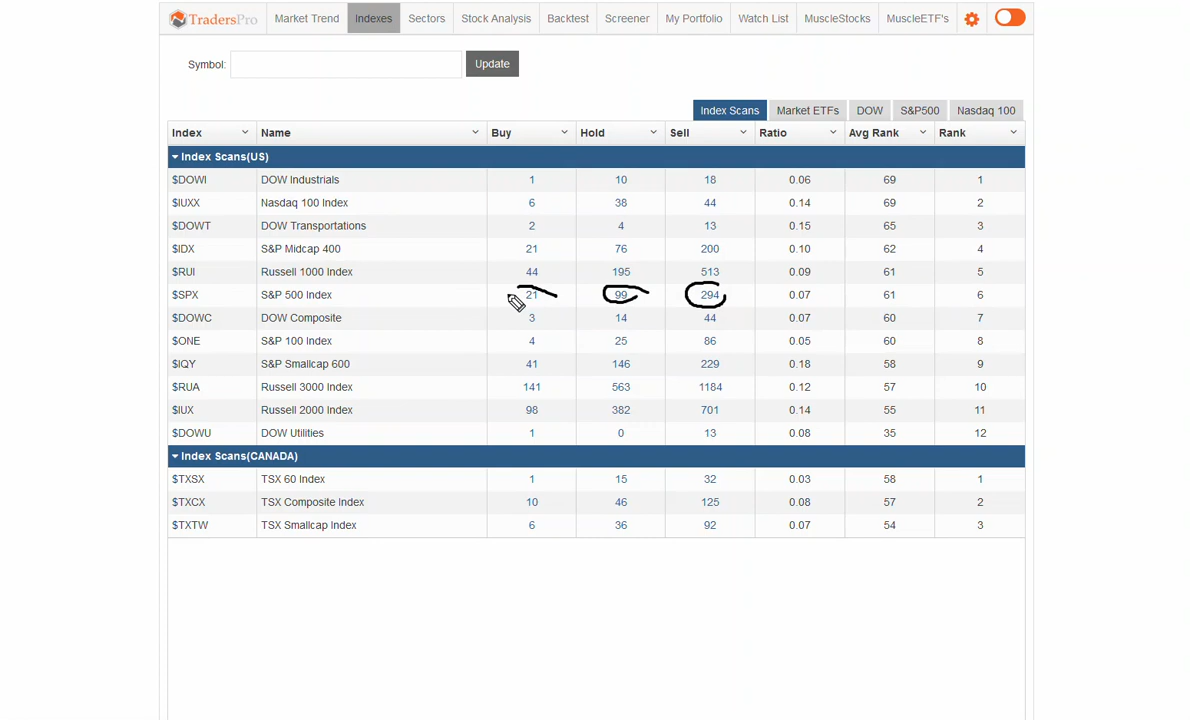 TradersPro Market Trend Indexes Sectors Stock Analysis Backtest Screener My Portfolio Watch List MuscleStocks MuscleETF's
Symbol: Update
Index Scans Market ETFs DOW S&P500 Nasdaq 100
Index Name Buy Hold Sell Ratio Avg Rank Rank
Index Scans(US)
$DOWI DOW Industrials 1 10 18 0.06 69 1
$IUXX Nasdaq 100 Index 6 38 44 0.14 69 2
$DOWT DOW Transportations 2 4 13 0.15 65 3
$IDX S&P Midcap 400 21 76 200 0.10 62 4
$RUI Russell 1000 Index 44 195 513 0.09 61 5
$SPX S&P 500 Index 21 99 294 0.07 61 6
$DOWC DOW Composite 3 14 44 0.07 60 7
$ONE S&P 100 Index 4 25 86 0.05 60 8
$IQY S&P Smallcap 600 41 146 229 0.18 58 9
$RUA Russell 3000 Index 141 563 1184 0.12 57 10
$IUX Russell 2000 Index 98 382 701 0.14 55 11
$DOWU DOW Utilities 1 0 13 0.08 35 12
Index Scans(CANADA)
$TXSX TSX 60 Index 1 15 32 0.03 58 1
$TXCX TSX Composite Index 10 46 125 0.08 57 2
$TXTW TSX Smallcap Index 6 36 92 0.07 54 3